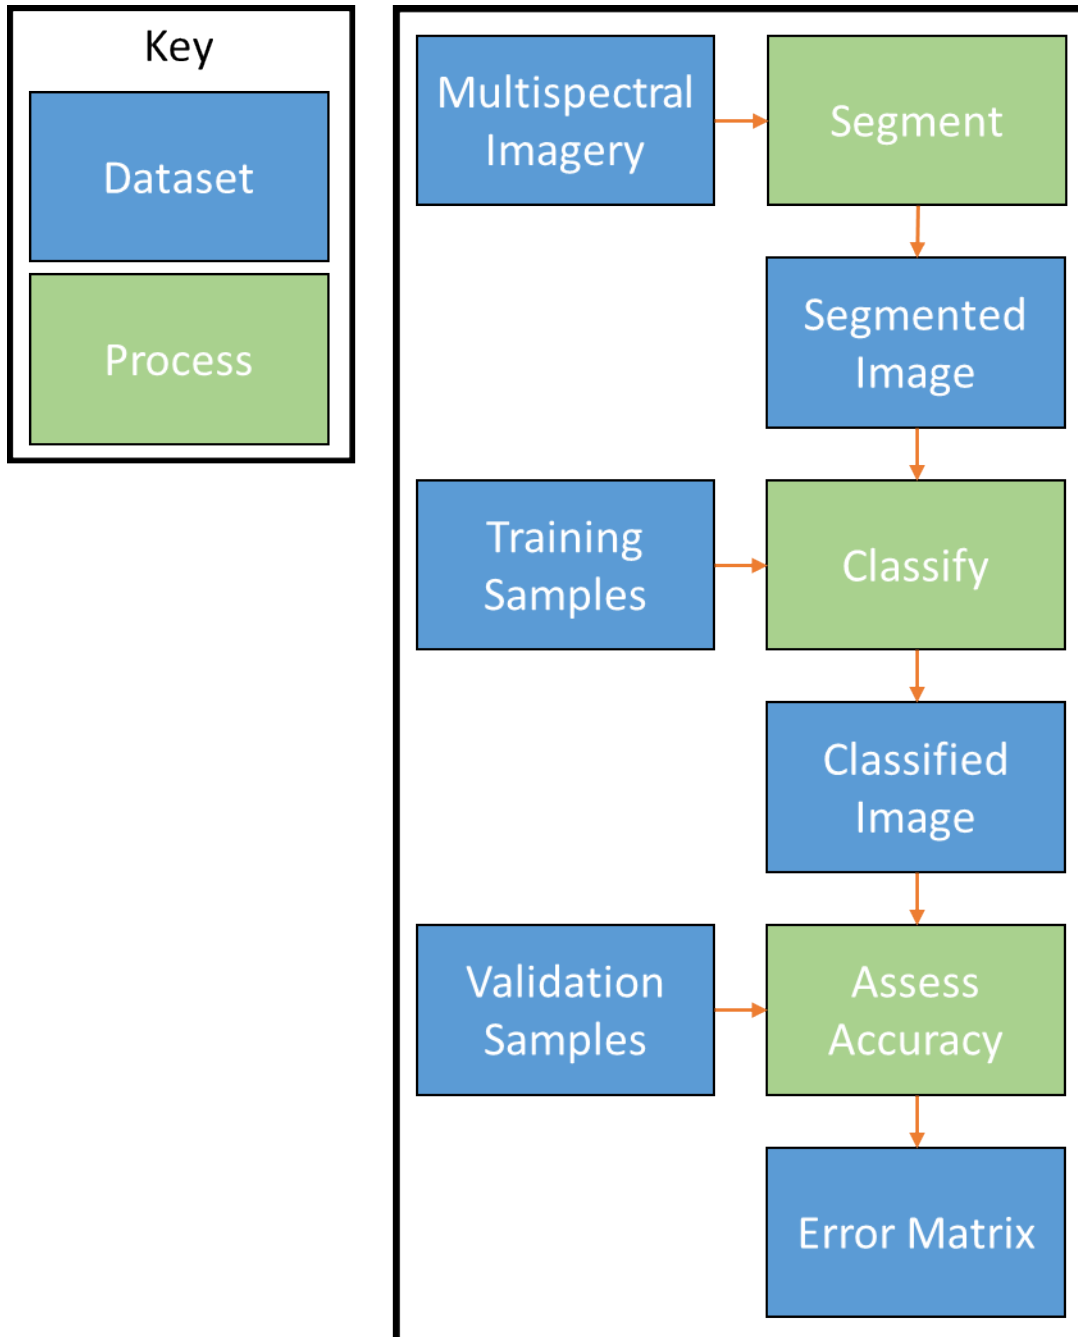 Key
Dataset
Process
Multispectral
Imagery
Segment
Segmented
Image
Training
Samples
Classify
Classified
Image
Validation
Samples
Assess
Accuracy
Error Matrix